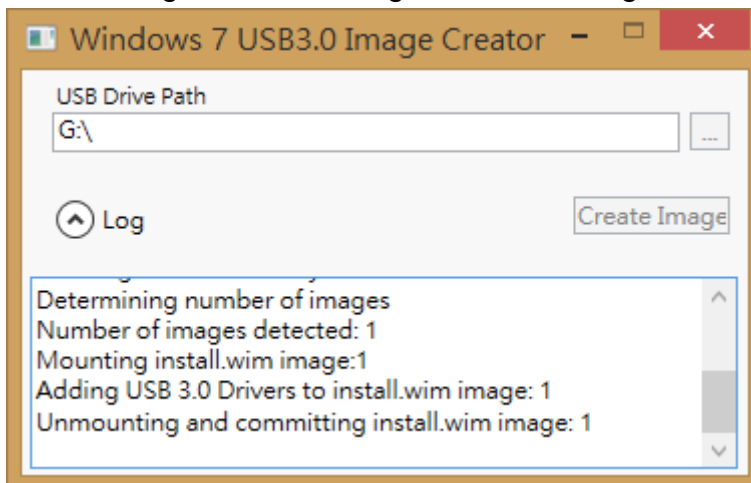 Windows 7 USB3.0 Image Creator
USB Drive Path
G:\
...
Log
Create Image
Determining number of images
Number of images detected: 1
Mounting install.wim image:1
Adding USB 3.0 Drivers to install.wim image: 1
Unmounting and committing install.wim image: 1